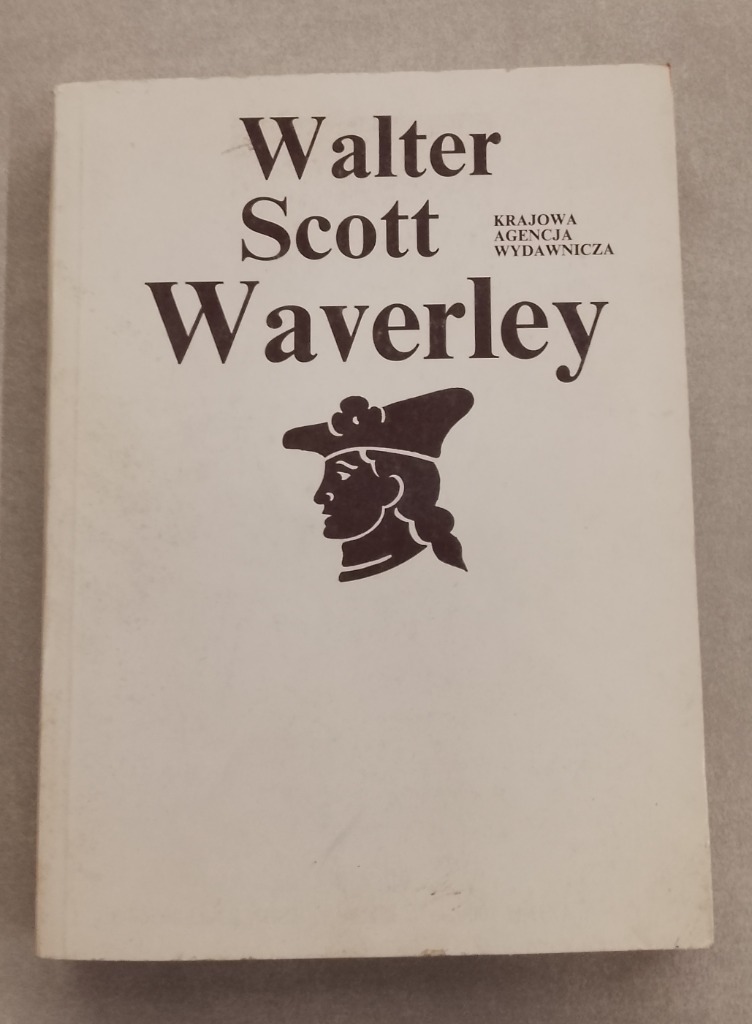 Walter
Scott
KRAJOWA
AGENCJA
WYDAWNICZA
Waverley